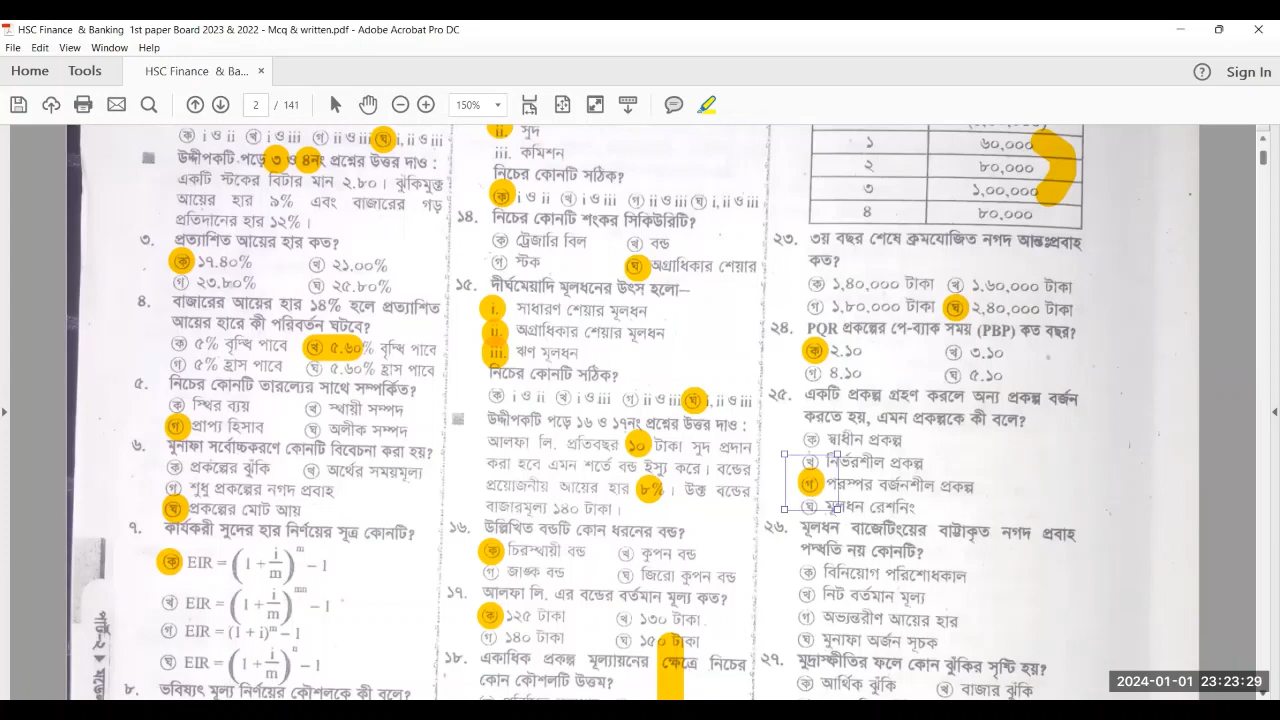 HSC Finance & Banking 1st paper Board 2023 & 2022 - Mcq & written.pdf - Adobe Acrobat Pro DC
File Edit View Window Help
Home Tools HSC Finance & Ba... × Sign In
2 / 141 150%
ⓚ i ও ii ⓛ i ও iii ⓖ ii ও iii ⓗ i, ii ও iii
উদ্দীপকটি পড়ে ৩ ও ৪নং প্রশ্নের উত্তর দাও :
একটি স্টকের বিটার মান ২.৮০। ঝুঁকিমুক্ত
আয়ের হার ৯% এবং বাজারের গড়
প্রতিদানের হার ১২%।
৩. প্রত্যাশিত আয়ের হার কত?
ক ১৭.৪০% খ ২১.০০%
গ ২৩.৮০% ঘ ২৫.৮০%
৪. বাজারের আয়ের হার ১৪% হলে প্রত্যাশিত
আয়ের হারে কী পরিবর্তন ঘটবে?
ক ৫% বৃদ্ধি পাবে খ ৫.৬০% বৃদ্ধি পাবে
গ ৫% হ্রাস পাবে ঘ ৫.৬০% হ্রাস পাবে
৫. নিচের কোনটি তারল্যের সাথে সম্পর্কিত?
ক স্থির ব্যয় খ স্থায়ী সম্পদ
গ প্রাপ্য হিসাব ঘ অলীক সম্পদ
৬. মুনাফা সর্বোচ্চকরণে কোনটি বিবেচনা করা হয়?
ক প্রকল্পের ঝুঁকি খ আর্থের সময়মূল্য
গ শুধু প্রকল্পের নগদ প্রবাহ
ঘ প্রকল্পের মোট আয়
৭. কার্যকরী সুদের হার নির্ণয়ের সূত্র কোনটি?
ক EIR = (1 + i/m)^m − 1
খ EIR = (1 + i/m)^mn − 1
গ EIR = (1 + i)^m − 1
ঘ EIR = (1 + i/m)^n − 1
৮. ভবিষ্যৎ মূল্য নির্ণয়ের কৌশলকে কী বলে?
ii. সুদ
iii. কমিশন
নিচের কোনটি সঠিক?
ক i ও ii খ i ও iii গ ii ও iii ঘ i, ii ও iii
১৪. নিচের কোনটি শংকর সিকিউরিটি?
ক ট্রেজারি বিল খ বন্ড
গ স্টক ঘ অগ্রাধিকার শেয়ার
১৫. দীর্ঘমেয়াদি মূলধনের উৎস হলো—
i. সাধারণ শেয়ার মূলধন
ii. অগ্রাধিকার শেয়ার মূলধন
iii. ঋণ মূলধন
নিচের কোনটি সঠিক?
ক i ও ii খ i ও iii গ ii ও iii ঘ i, ii ও iii
উদ্দীপকটি পড়ে ১৬ ও ১৭নং প্রশ্নের উত্তর দাও :
আলফা লি. প্রতিবছর ১০ টাকা সুদ প্রদান
করা হবে এমন শর্তে বন্ড ইস্যু করে। বন্ডের
প্রয়োজনীয় আয়ের হার ৮%। উক্ত বন্ডের
বাজারমূল্য ১৪০ টাকা।
১৬. উল্লিখিত বন্ডটি কোন ধরনের বন্ড?
ক চিরস্থায়ী বন্ড খ কুপন বন্ড
গ জাঙ্ক বন্ড ঘ জিরো কুপন বন্ড
১৭. আলফা লি. এর বন্ডের বর্তমান মূল্য কত?
ক ১২৫ টাকা খ ১৩০ টাকা
গ ১৪০ টাকা ঘ ১৫০ টাকা
১৮. একাধিক প্রকল্প মূল্যায়নের ক্ষেত্রে নিচের
কোন কৌশলটি উত্তম?
১ ৬০,০০০
২ ৮০,০০০
৩ ১,০০,০০০
৪ ৮০,০০০
২৩. ৩য় বছর শেষে ক্রমযোজিত নগদ আন্তঃপ্রবাহ
কত?
ক ১,৪০,০০০ টাকা খ ১,৬০,০০০ টাকা
গ ১,৮০,০০০ টাকা ঘ ২,৪০,০০০ টাকা
২৪. PQR প্রকল্পের পে-ব্যাক সময় (PBP) কত বছর?
ক ২.১০ খ ৩.১০
গ ৪.১০ ঘ ৫.১০
২৫. একটি প্রকল্প গ্রহণ করলে অন্য প্রকল্প বর্জন
করতে হয়, এমন প্রকল্পকে কী বলে?
ক স্বাধীন প্রকল্প
খ নির্ভরশীল প্রকল্প
গ পরস্পর বর্জনশীল প্রকল্প
ঘ মূলধন রেশনিং
২৬. মূলধন বাজেটিংয়ের বাট্টাকৃত নগদ প্রবাহ
পদ্ধতি নয় কোনটি?
ক বিনিয়োগ পরিশোধকাল
খ নিট বর্তমান মূল্য
গ অভ্যন্তরীণ আয়ের হার
ঘ মুনাফা অর্জন সূচক
২৭. মুদ্রাস্ফীতির ফলে কোন ঝুঁকির সৃষ্টি হয়?
ক আর্থিক ঝুঁকি খ বাজার ঝুঁকি
2024-01-01 23:23:29